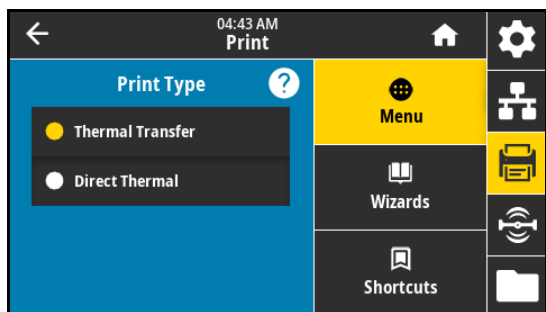 04:43 AM
Print
Print Type
?
Thermal Transfer
Direct Thermal
Menu
Wizards
Shortcuts